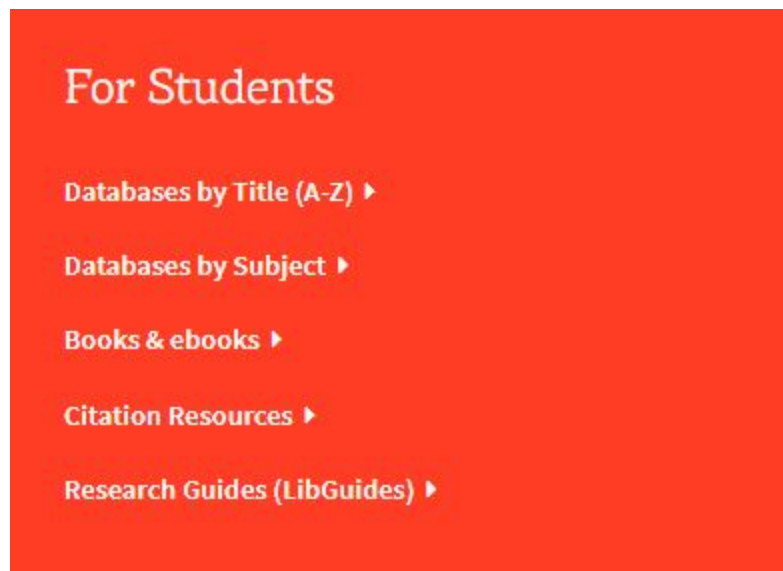 For Students
Databases by Title (A-Z)
Databases by Subject
Books & ebooks
Citation Resources
Research Guides (LibGuides)